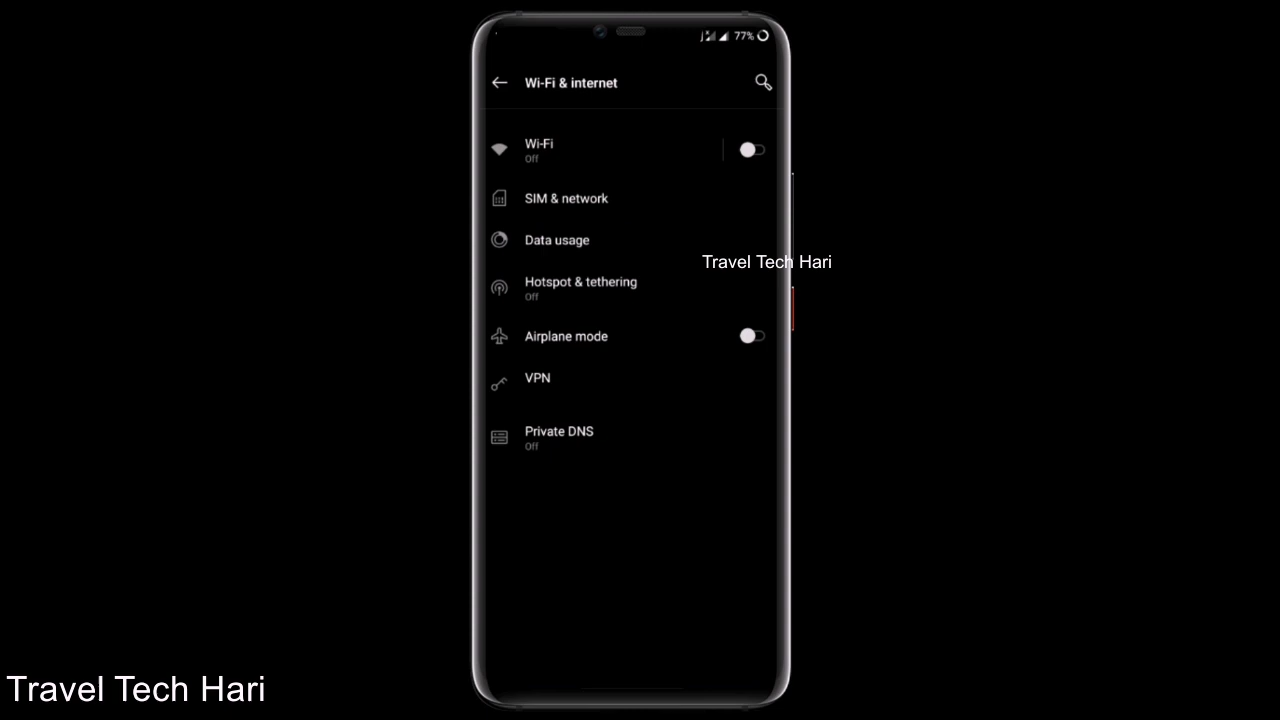 77%
Wi-Fi & internet
Wi-Fi
Off
SIM & network
Data usage
Travel Tech Hari
Hotspot & tethering
Off
Airplane mode
VPN
Private DNS
Off
Travel Tech Hari